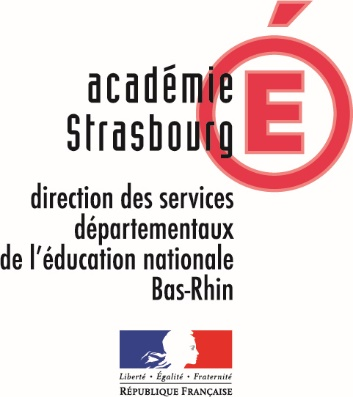 académie
Strasbourg
É
direction des services
départementaux
de l'éducation nationale
Bas-Rhin
Liberté • Égalité • Fraternité
RÉPUBLIQUE FRANÇAISE